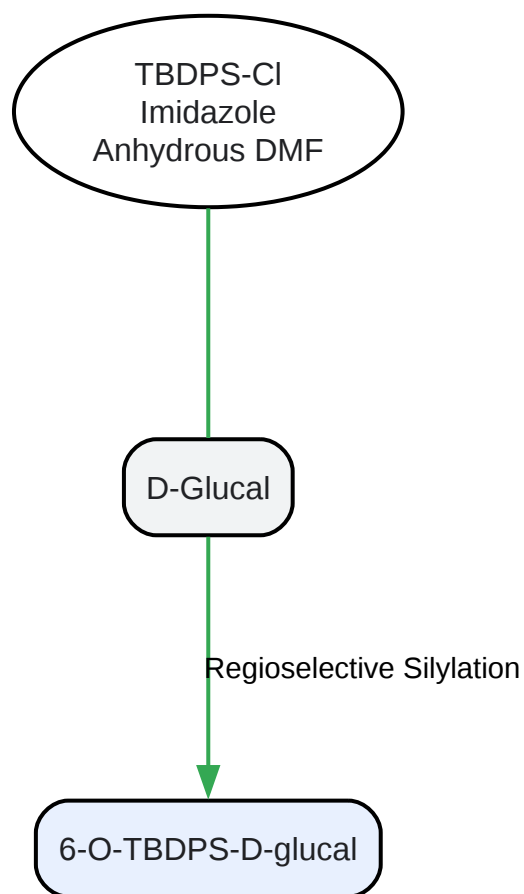 TBDPS-Cl
Imidazole
Anhydrous DMF
D-Glucal
Regioselective Silylation
6-O-TBDPS-D-glucal